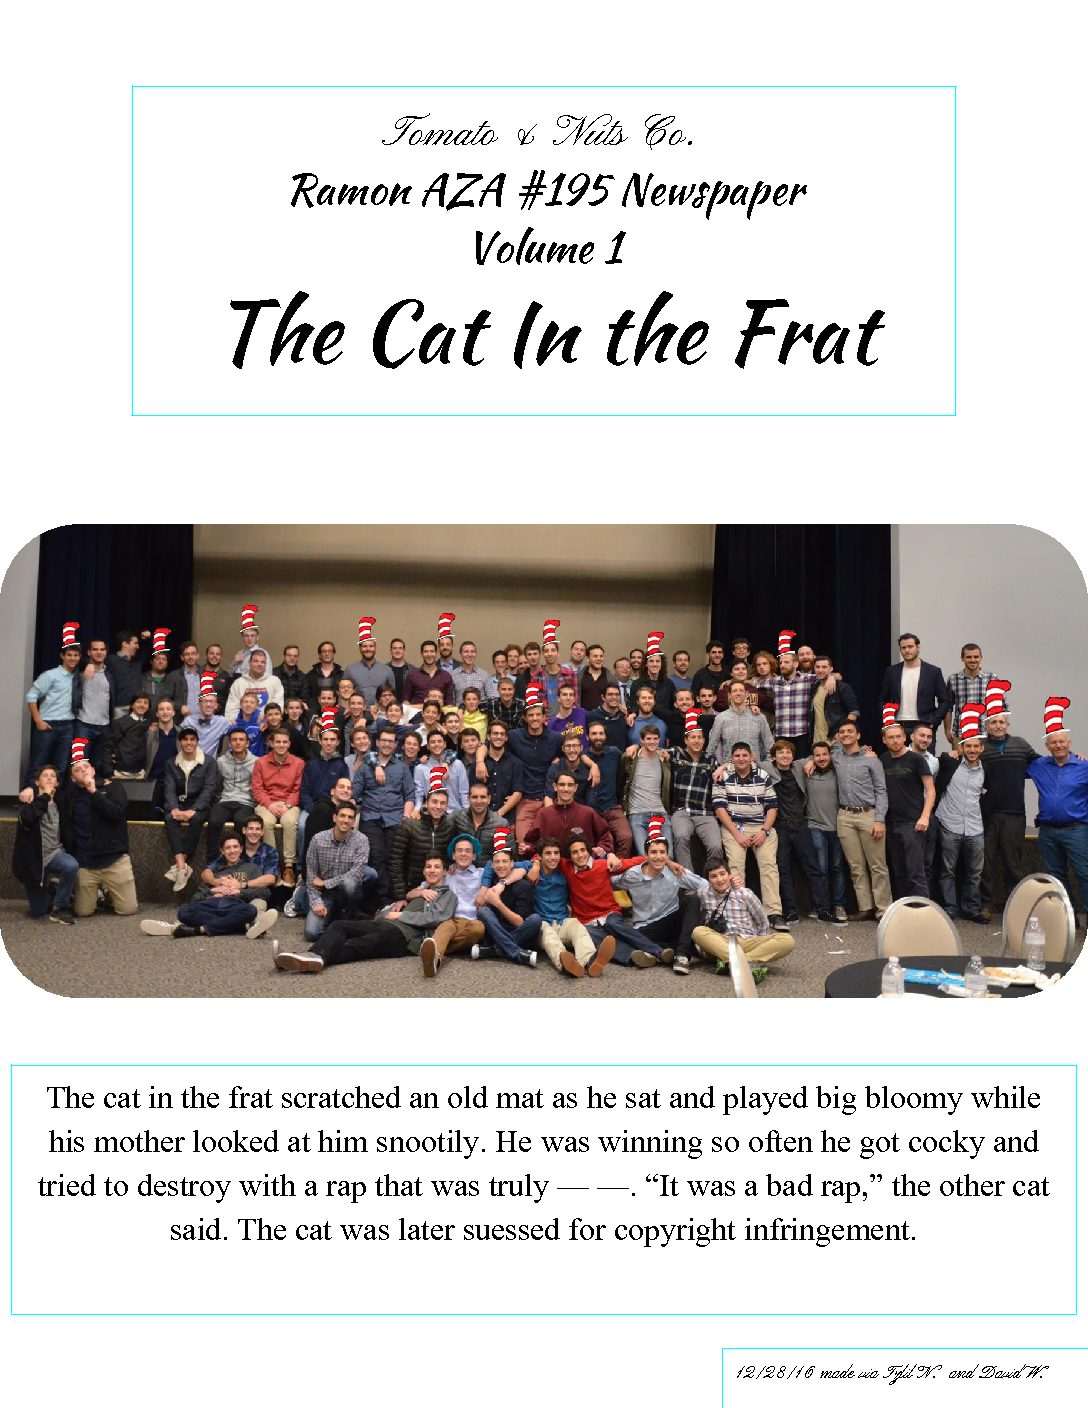 Tomato & Nuts Co.
Ramon AZA #195 Newspaper
Volume 1
The Cat In the Frat
The cat in the frat scratched an old mat as he sat and played big bloomy while
his mother looked at him snootily. He was winning so often he got cocky and
tried to destroy with a rap that was truly — —. “It was a bad rap,” the other cat
said. The cat was later suessed for copyright infringement.
12/28/16 made via N. and David W.